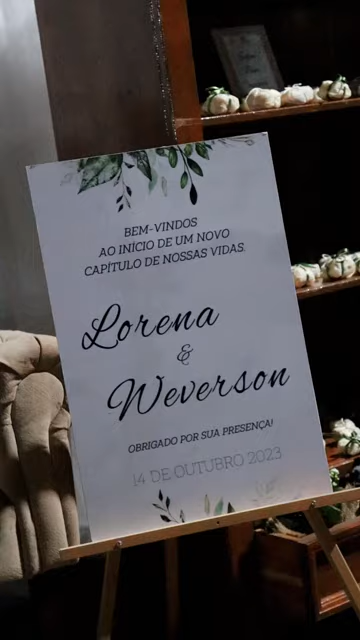 BEM-VINDOS
AO INÍCIO DE UM NOVO
CAPÍTULO DE NOSSAS VIDAS.
Lorena
&
Weverson
OBRIGADO POR SUA PRESENÇA!
14 DE OUTUBRO 2023